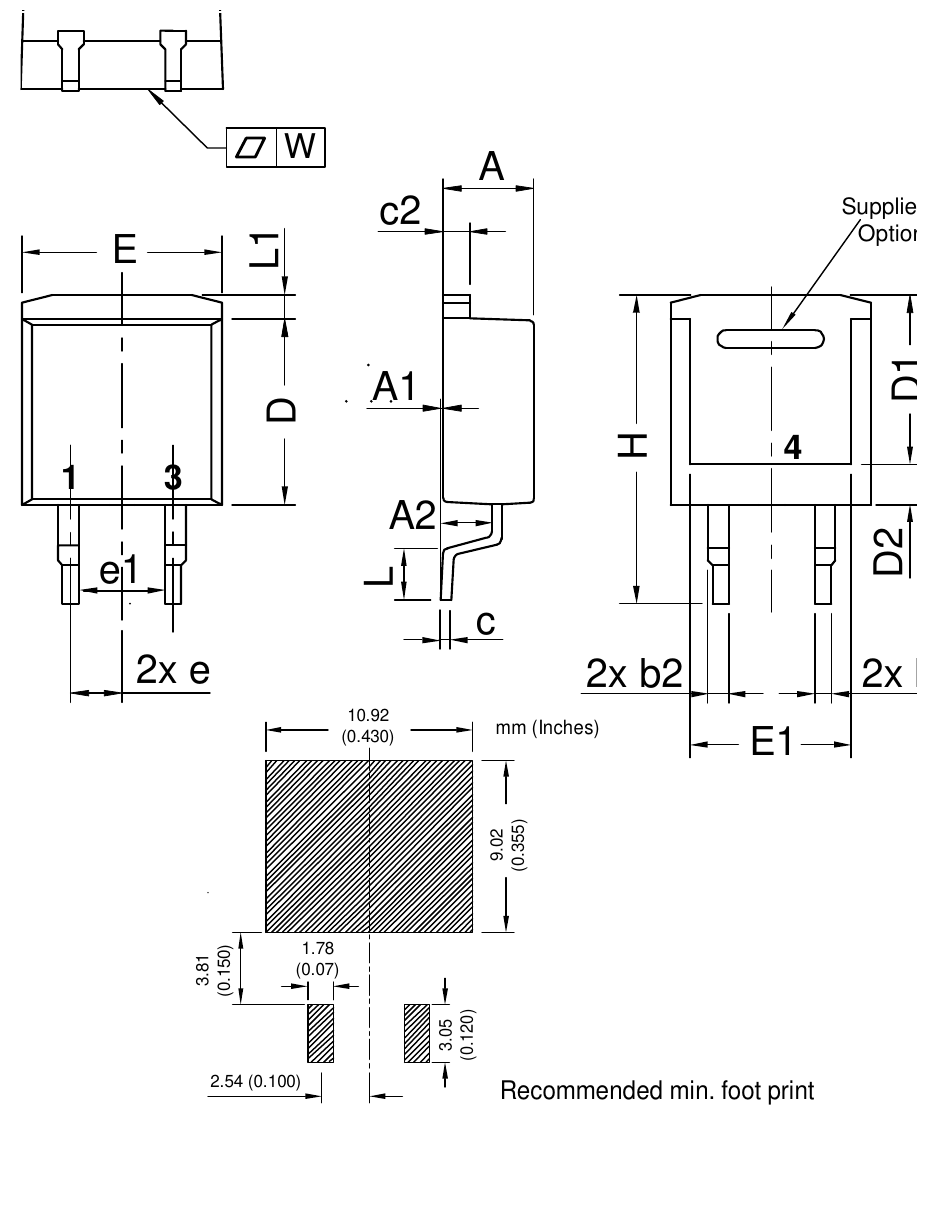 W
A
c2
Supplie
Option
E
L1
A1
D
H
D1
4
1
3
A2
e1
L
D2
c
2x e
2x b2
2x
E1
10.92
(0.430)
mm (Inches)
9.02
(0.355)
3.81
(0.150)
1.78
(0.07)
3.05
(0.120)
2.54 (0.100)
Recommended min. foot print